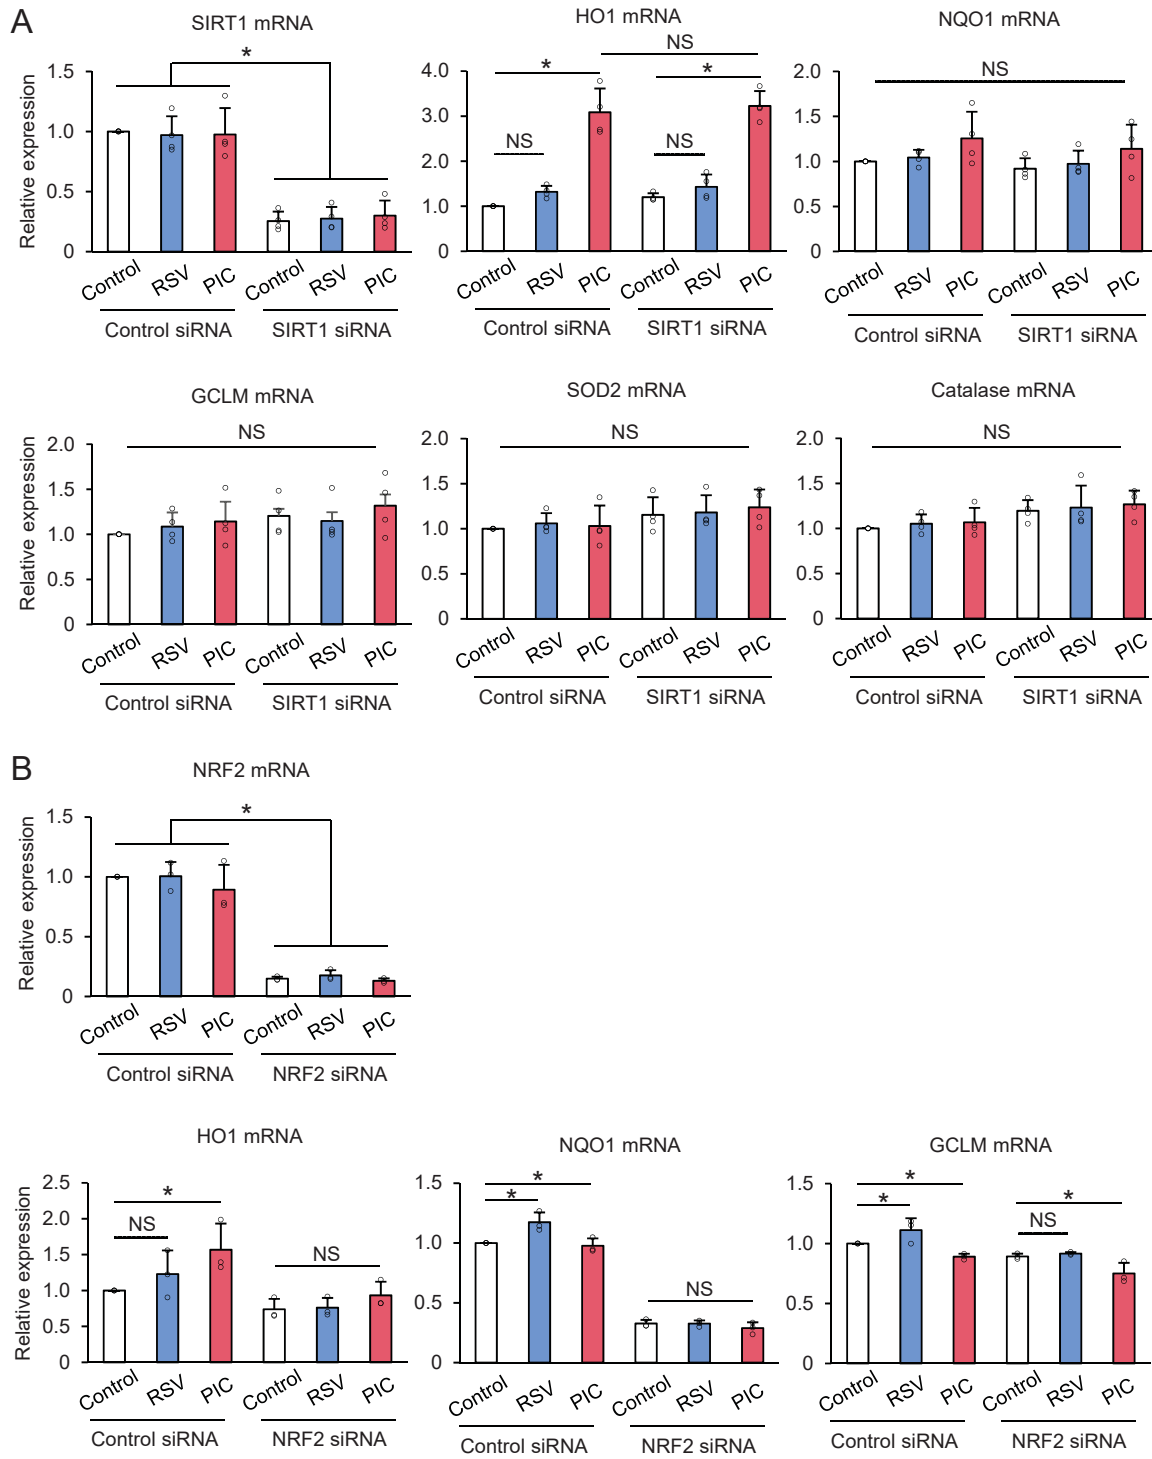 A
SIRT1 mRNA
HO1 mRNA
NQO1 mRNA
Relative expression
1.5
1.0
0.5
0
*
Control
RSV
PIC
Control
RSV
PIC
Control siRNA
SIRT1 siRNA
4.0
3.0
2.0
1.0
0
NS
*
*
NS
NS
Control
RSV
PIC
Control
RSV
PIC
Control siRNA
SIRT1 siRNA
2.0
1.5
1.0
0.5
0
NS
Control
RSV
PIC
Control
RSV
PIC
Control siRNA
SIRT1 siRNA
GCLM mRNA
SOD2 mRNA
Catalase mRNA
Relative expression
2.0
1.5
1.0
0.5
0
NS
Control
RSV
PIC
Control
RSV
PIC
Control siRNA
SIRT1 siRNA
2.0
1.5
1.0
0.5
0
NS
Control
RSV
PIC
Control
RSV
PIC
Control siRNA
SIRT1 siRNA
2.0
1.5
1.0
0.5
0
NS
Control
RSV
PIC
Control
RSV
PIC
Control siRNA
SIRT1 siRNA
B
NRF2 mRNA
Relative expression
1.5
1.0
0.5
0
*
Control
RSV
PIC
Control
RSV
PIC
Control siRNA
NRF2 siRNA
HO1 mRNA
NQO1 mRNA
GCLM mRNA
Relative expression
2.5
2.0
1.5
1.0
0.5
0
*
NS
NS
Control
RSV
PIC
Control
RSV
PIC
Control siRNA
NRF2 siRNA
1.5
1.0
0.5
0
*
*
NS
Control
RSV
PIC
Control
RSV
PIC
Control siRNA
NRF2 siRNA
1.5
1.0
0.5
0
*
*
*
NS
Control
RSV
PIC
Control
RSV
PIC
Control siRNA
NRF2 siRNA